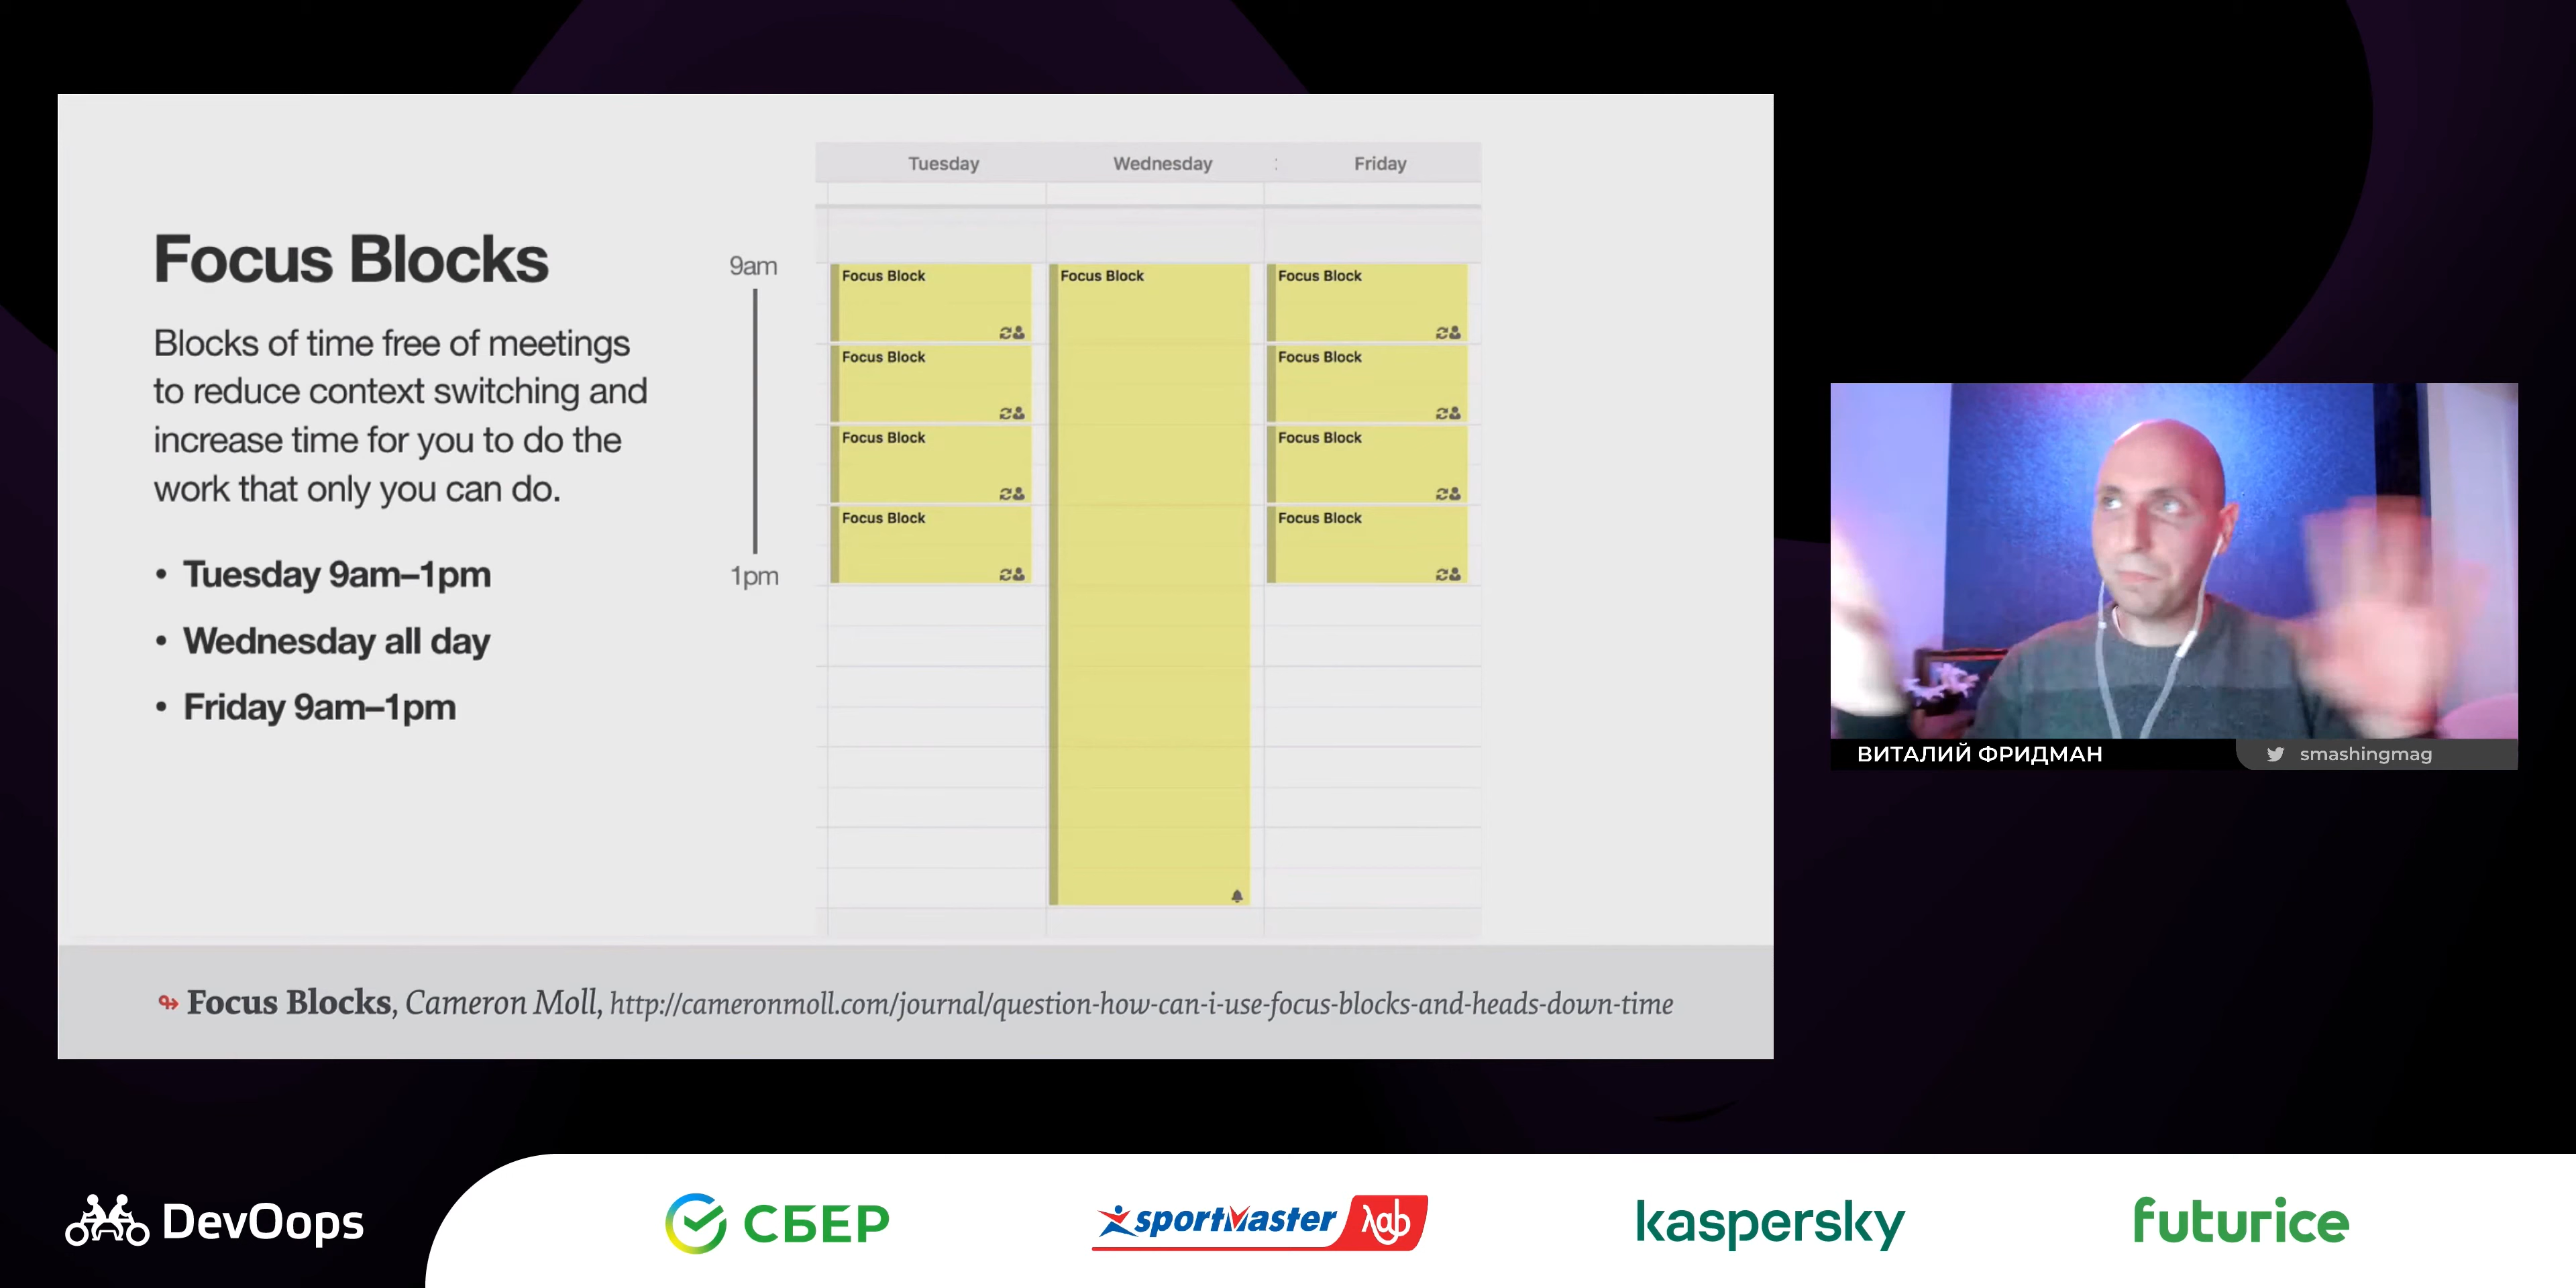 Focus Blocks
Blocks of time free of meetings
to reduce context switching and
increase time for you to do the
work that only you can do.
• Tuesday 9am–1pm
• Wednesday all day
• Friday 9am–1pm
Tuesday Wednesday : Friday
9am
1pm
Focus Block Focus Block Focus Block
Focus Block Focus Block
Focus Block Focus Block
Focus Block Focus Block
Focus Blocks, Cameron Moll, http://cameronmoll.com/journal/question-how-can-i-use-focus-blocks-and-heads-down-time
ВИТАЛИЙ ФРИДМАН smashingmag
DevOops СБЕР sportmaster лаб kaspersky futurice